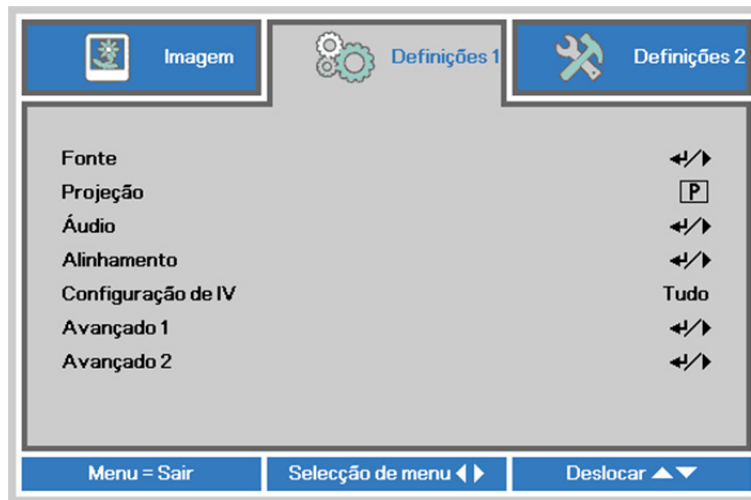 Imagem
Definições 1
Definições 2
Fonte
Projeção P
Áudio
Alinhamento
Configuração de IV Tudo
Avançado 1
Avançado 2
Menu = Sair
Selecção de menu
Deslocar